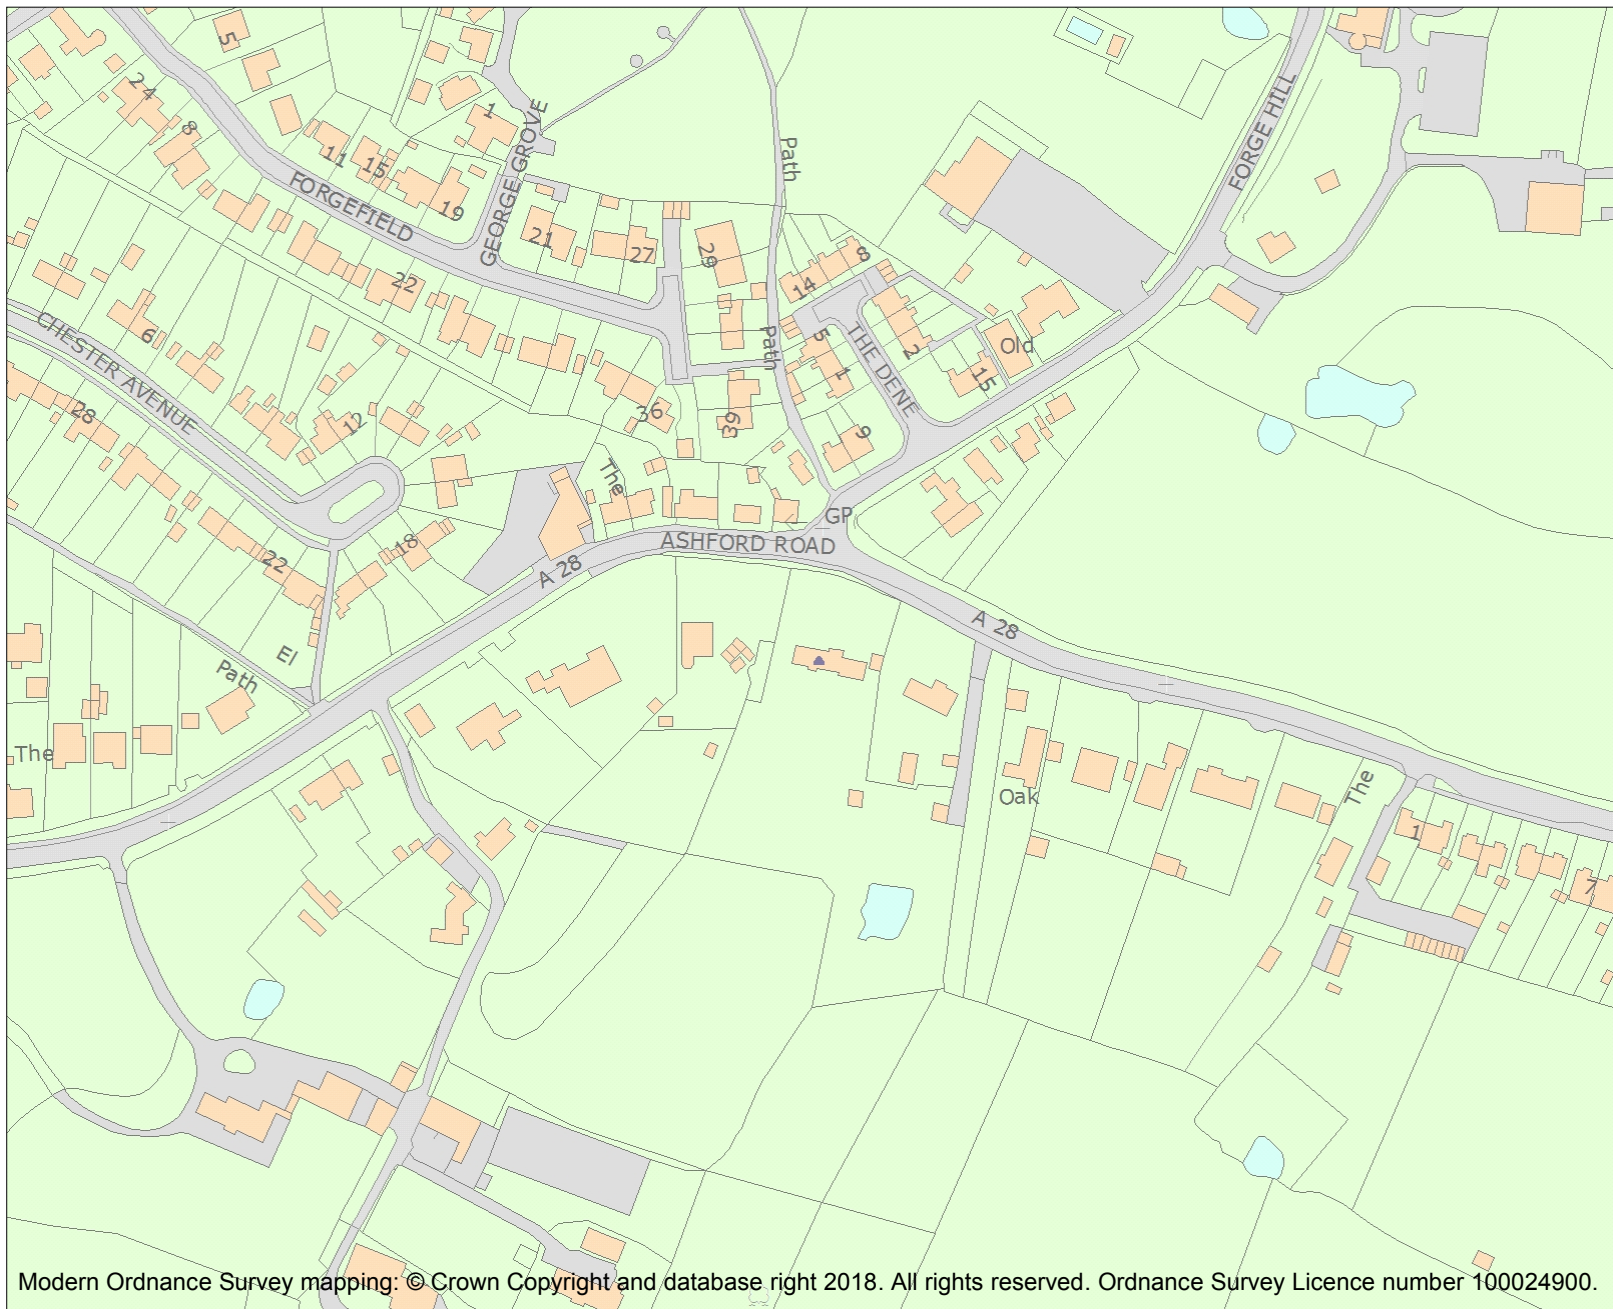 5
24
8
1
11
15
19
FORGEFIELD
GEORGE GROVE
21
27
29
Path
FORGE HILL
22
14
8
CHESTER AVENUE
6
5
1
THE DENE
2
Old
15
Path
28
12
36
39
9
The
GP
ASHFORD ROAD
A 28
18
22
El
Path
A 28
The
Oak
The
1
7
Modern Ordnance Survey mapping: © Crown Copyright and database right 2018. All rights reserved. Ordnance Survey Licence number 100024900.